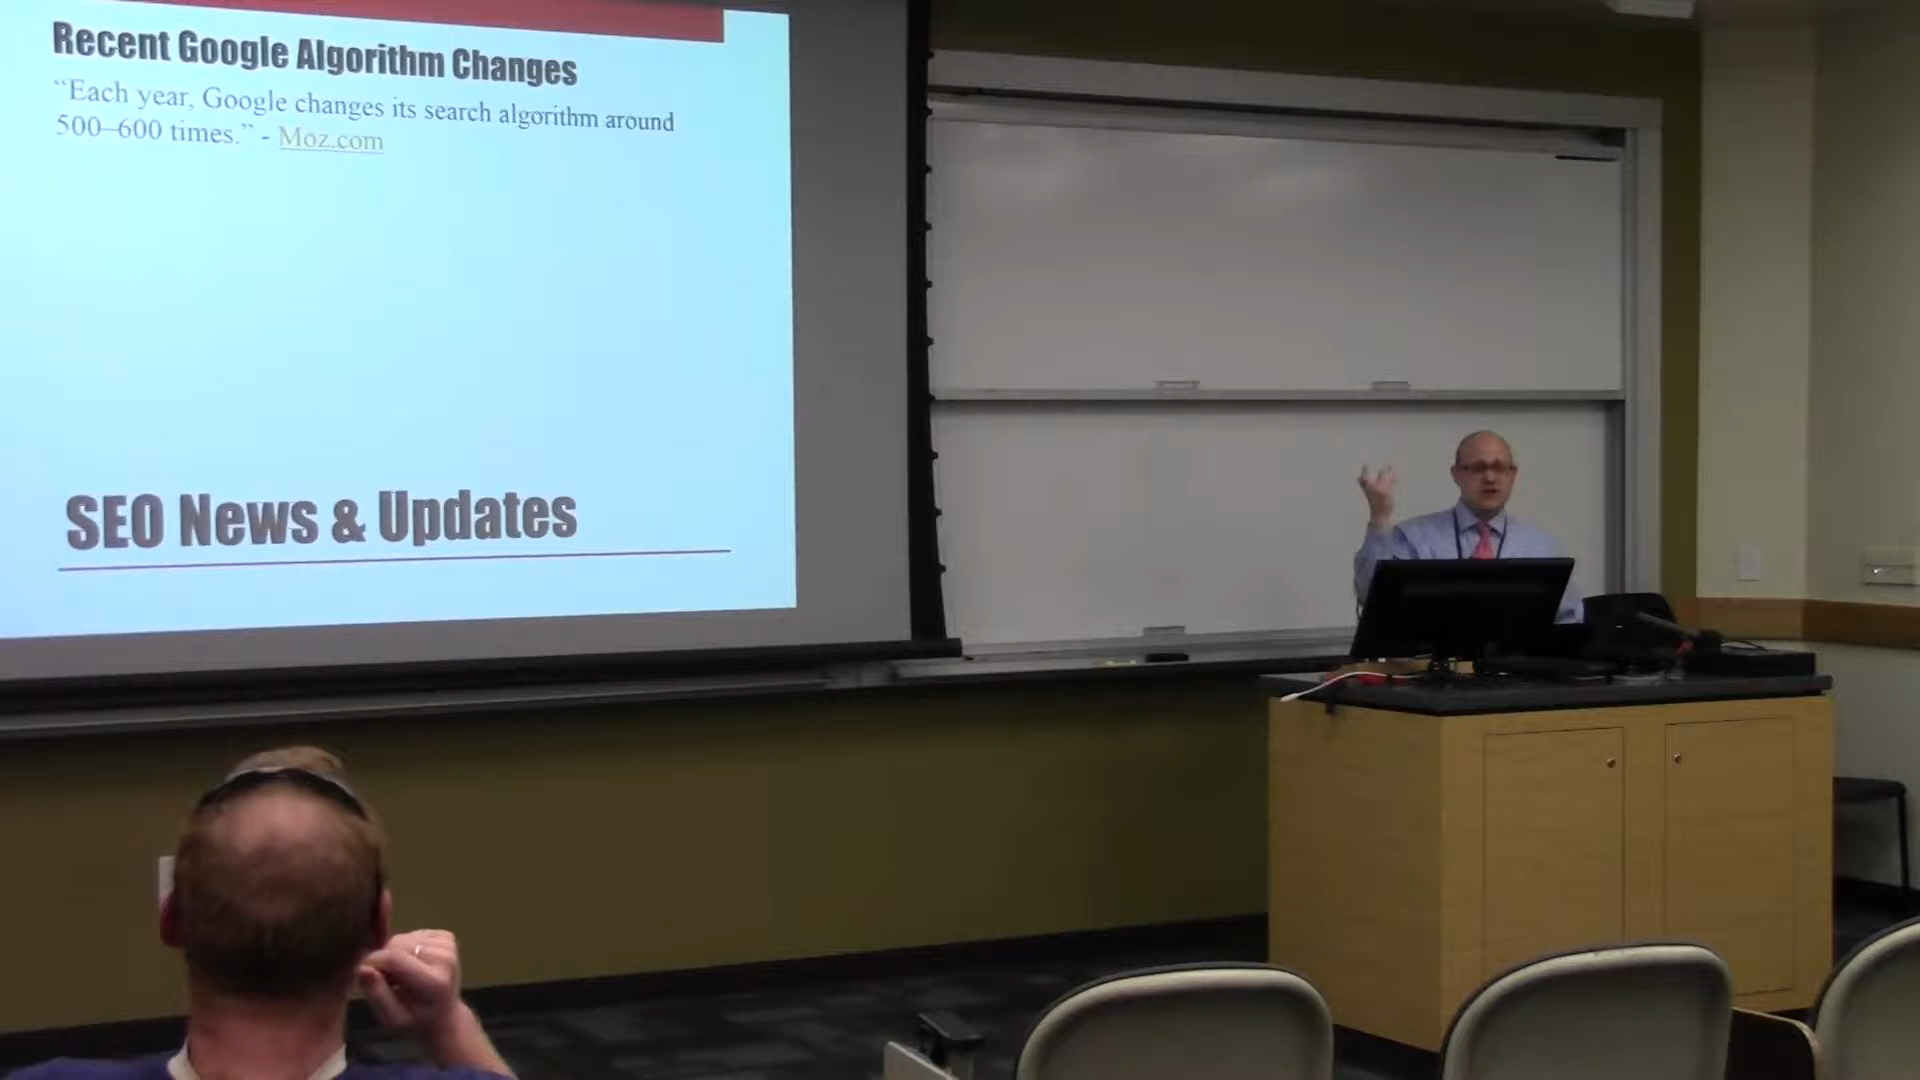 Recent Google Algorithm Changes
“Each year, Google changes its search algorithm around
500–600 times.” - Moz.com
SEO News & Updates